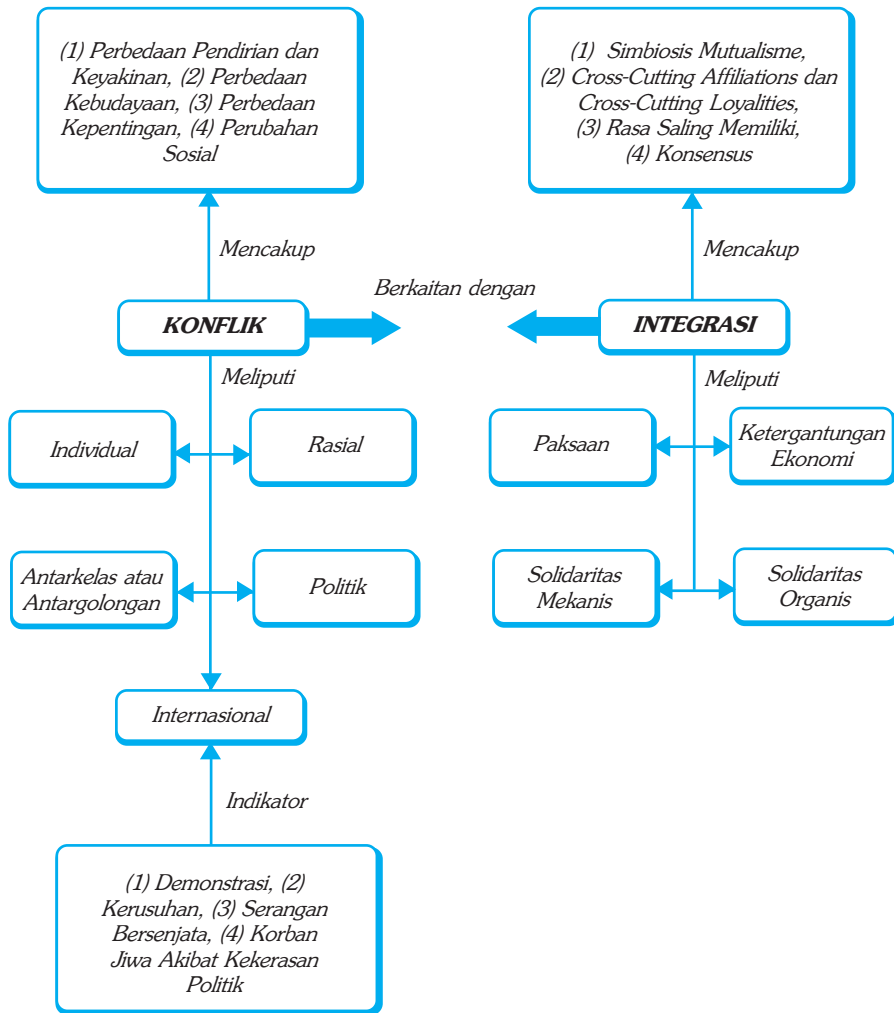 (1) Perbedaan Pendirian dan
Keyakinan, (2) Perbedaan
Kebudayaan, (3) Perbedaan
Kepentingan, (4) Perubahan
Sosial
(1) Simbiosis Mutualisme,
(2) Cross-Cutting Affiliations dan
Cross-Cutting Loyalities,
(3) Rasa Saling Memiliki,
(4) Konsensus
Mencakup
Mencakup
Berkaitan dengan
KONFLIK
INTEGRASI
Meliputi
Meliputi
Individual
Rasial
Paksaan
Ketergantungan
Ekonomi
Antarkelas atau
Antargolongan
Politik
Solidaritas
Mekanis
Solidaritas
Organis
Internasional
Indikator
(1) Demonstrasi, (2)
Kerusuhan, (3) Serangan
Bersenjata, (4) Korban
Jiwa Akibat Kekerasan
Politik